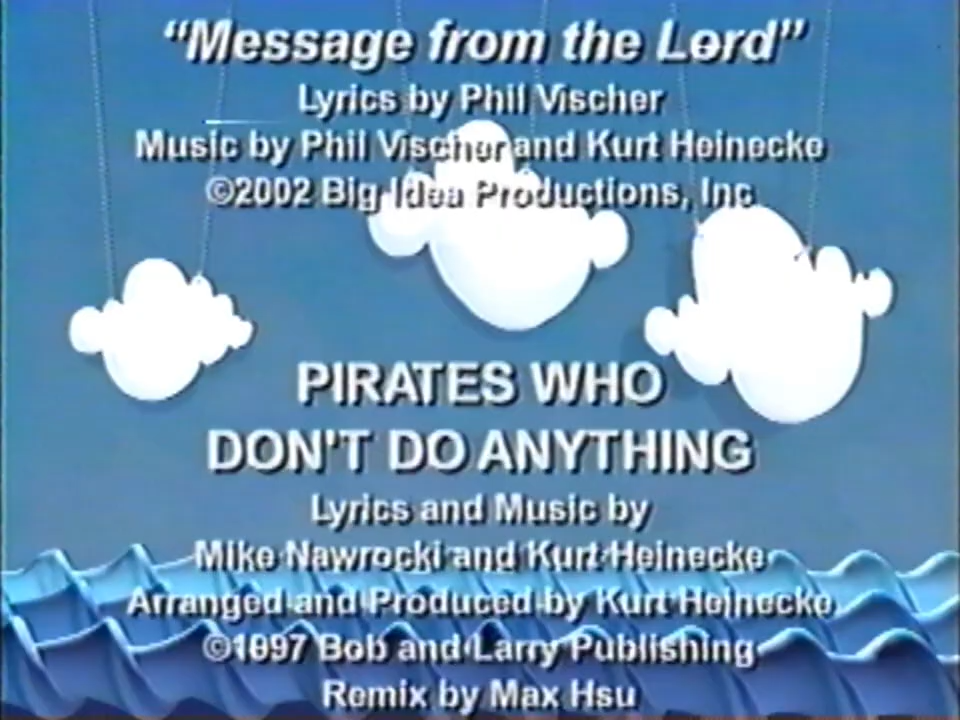 “Message from the Lord”
Lyrics by Phil Vischer
Music by Phil Vischer and Kurt Heinecke
©2002 Big Idea Productions, Inc.
PIRATES WHO
DON'T DO ANYTHING
Lyrics and Music by
Mike Nawrocki and Kurt Heinecke
Arranged and Produced by Kurt Heinecke
©1997 Bob and Larry Publishing
Remix by Max Hsu